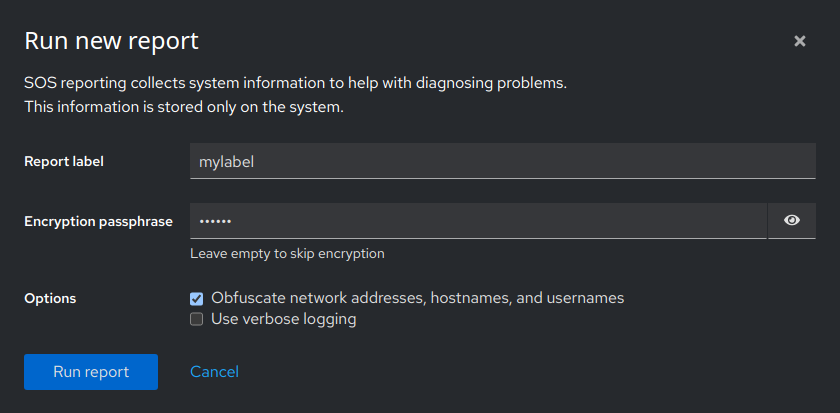 Run new report
SOS reporting collects system information to help with diagnosing problems.
This information is stored only on the system.
Report label
mylabel
Encryption passphrase
••••••
Leave empty to skip encryption
Options
Obfuscate network addresses, hostnames, and usernames
Use verbose logging
Run report
Cancel